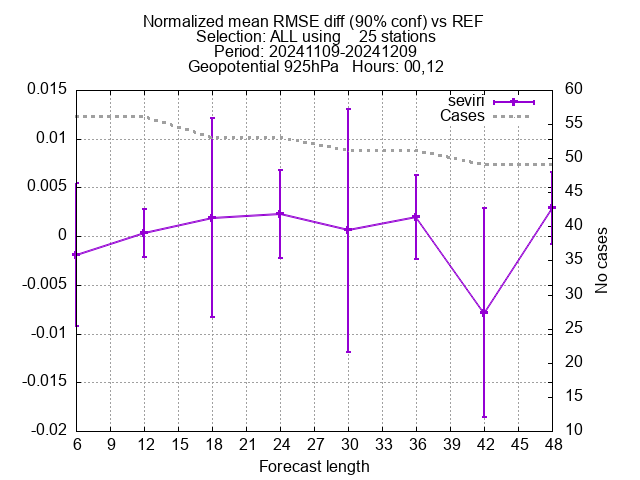 Normalized mean RMSE diff (90% conf) vs REF
Selection: ALL using    25 stations
Period: 20241109-20241209
Geopotential 925hPa   Hours: 00,12
seviri
Cases
0.015
0.01
0.005
0
-0.005
-0.01
-0.015
-0.02
60
55
50
45
40
35
30
25
20
15
10
No cases
6 9 12 15 18 21 24 27 30 33 36 39 42 45 48
Forecast length